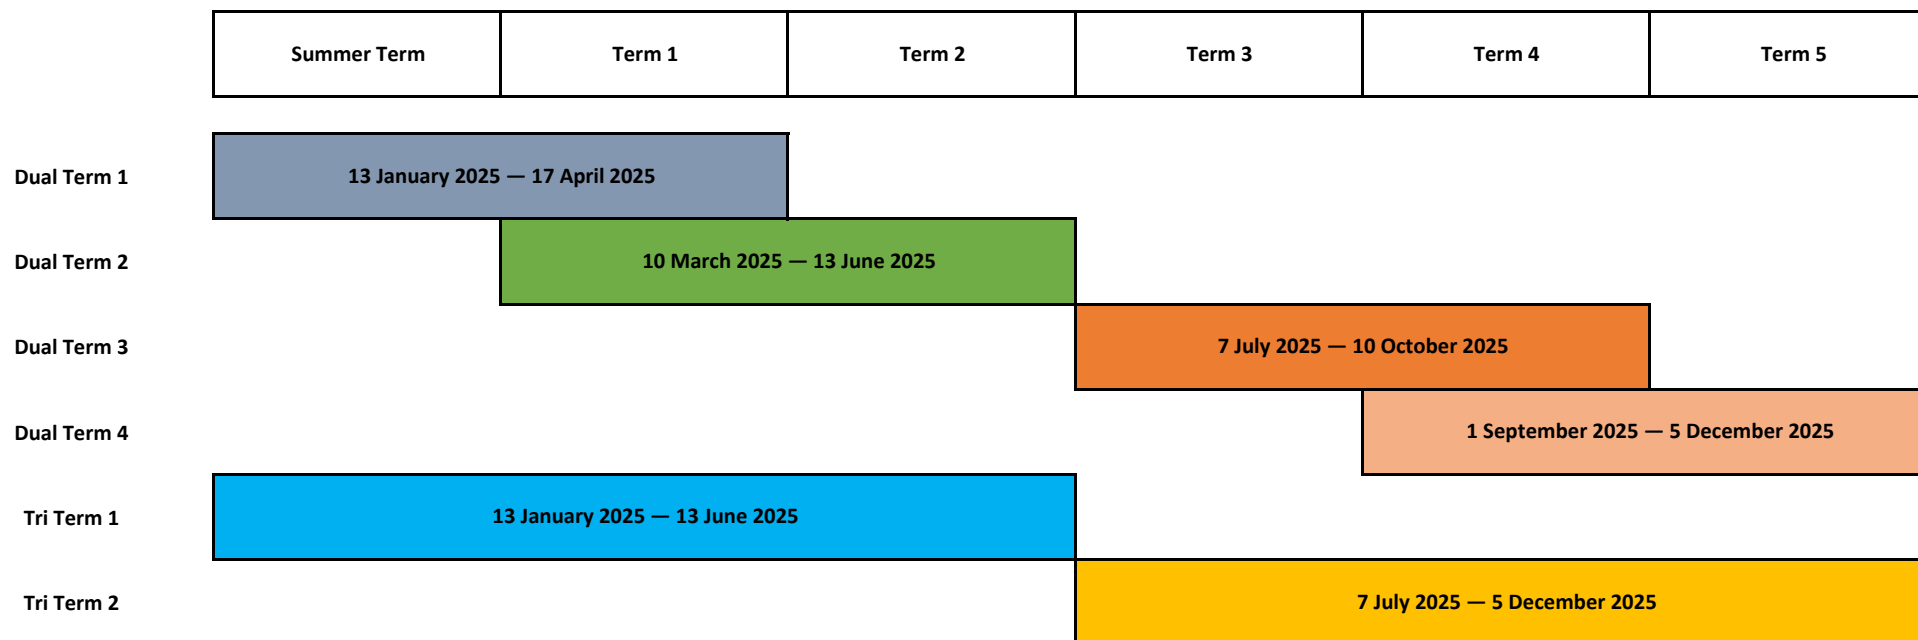 Summer Term Term 1 Term 2 Term 3 Term 4 Term 5
Dual Term 1 13 January 2025 — 17 April 2025
Dual Term 2 10 March 2025 — 13 June 2025
Dual Term 3 7 July 2025 — 10 October 2025
Dual Term 4 1 September 2025 — 5 December 2025
Tri Term 1 13 January 2025 — 13 June 2025
Tri Term 2 7 July 2025 — 5 December 2025